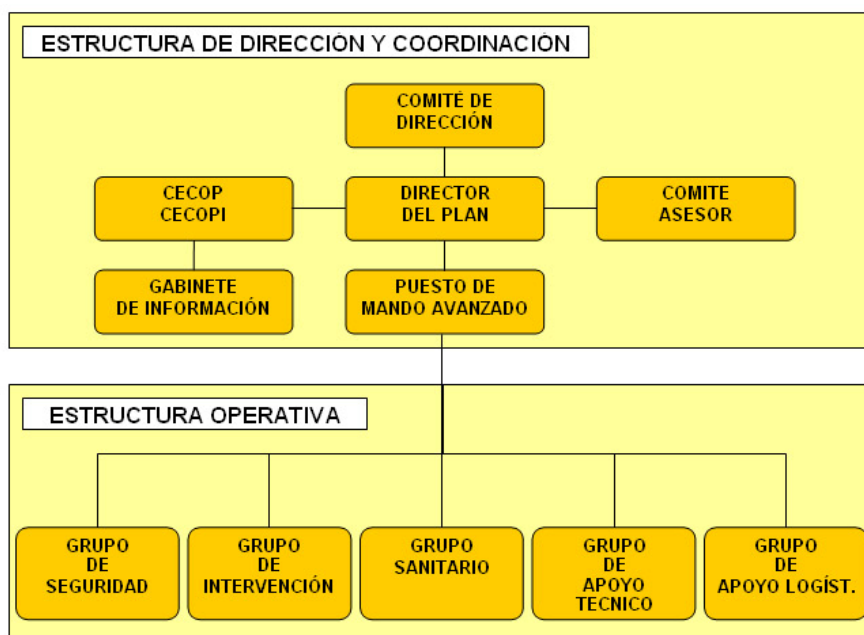 ESTRUCTURA DE DIRECCIÓN Y COORDINACIÓN
COMITÉ DE
DIRECCIÓN
CECOP
CECOPI
DIRECTOR
DEL PLAN
COMITE
ASESOR
GABINETE
DE INFORMACIÓN
PUESTO DE
MANDO AVANZADO
ESTRUCTURA OPERATIVA
GRUPO
DE
SEGURIDAD
GRUPO
DE
INTERVENCIÓN
GRUPO
SANITARIO
GRUPO
DE
APOYO
TECNICO
GRUPO
DE
APOYO LOGÍST.